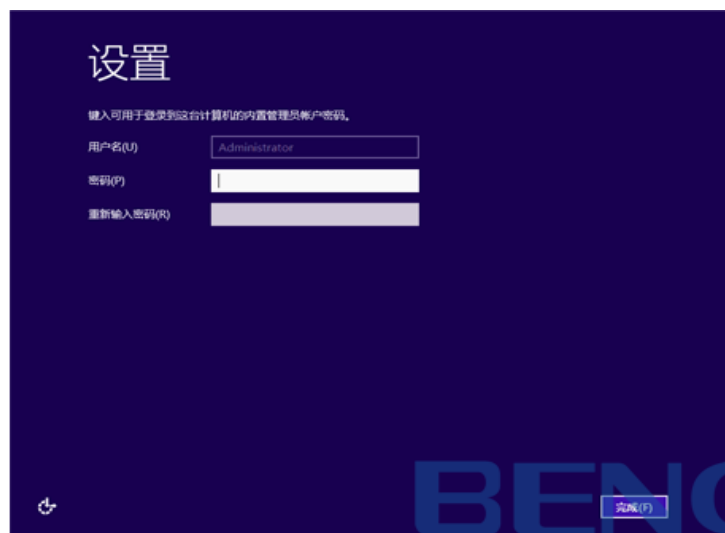 设置
键入可用于登录到这台计算机的内置管理员帐户密码。
用户名(U)
Administrator
密码(P)
重新输入密码(R)
BENC
完成(F)